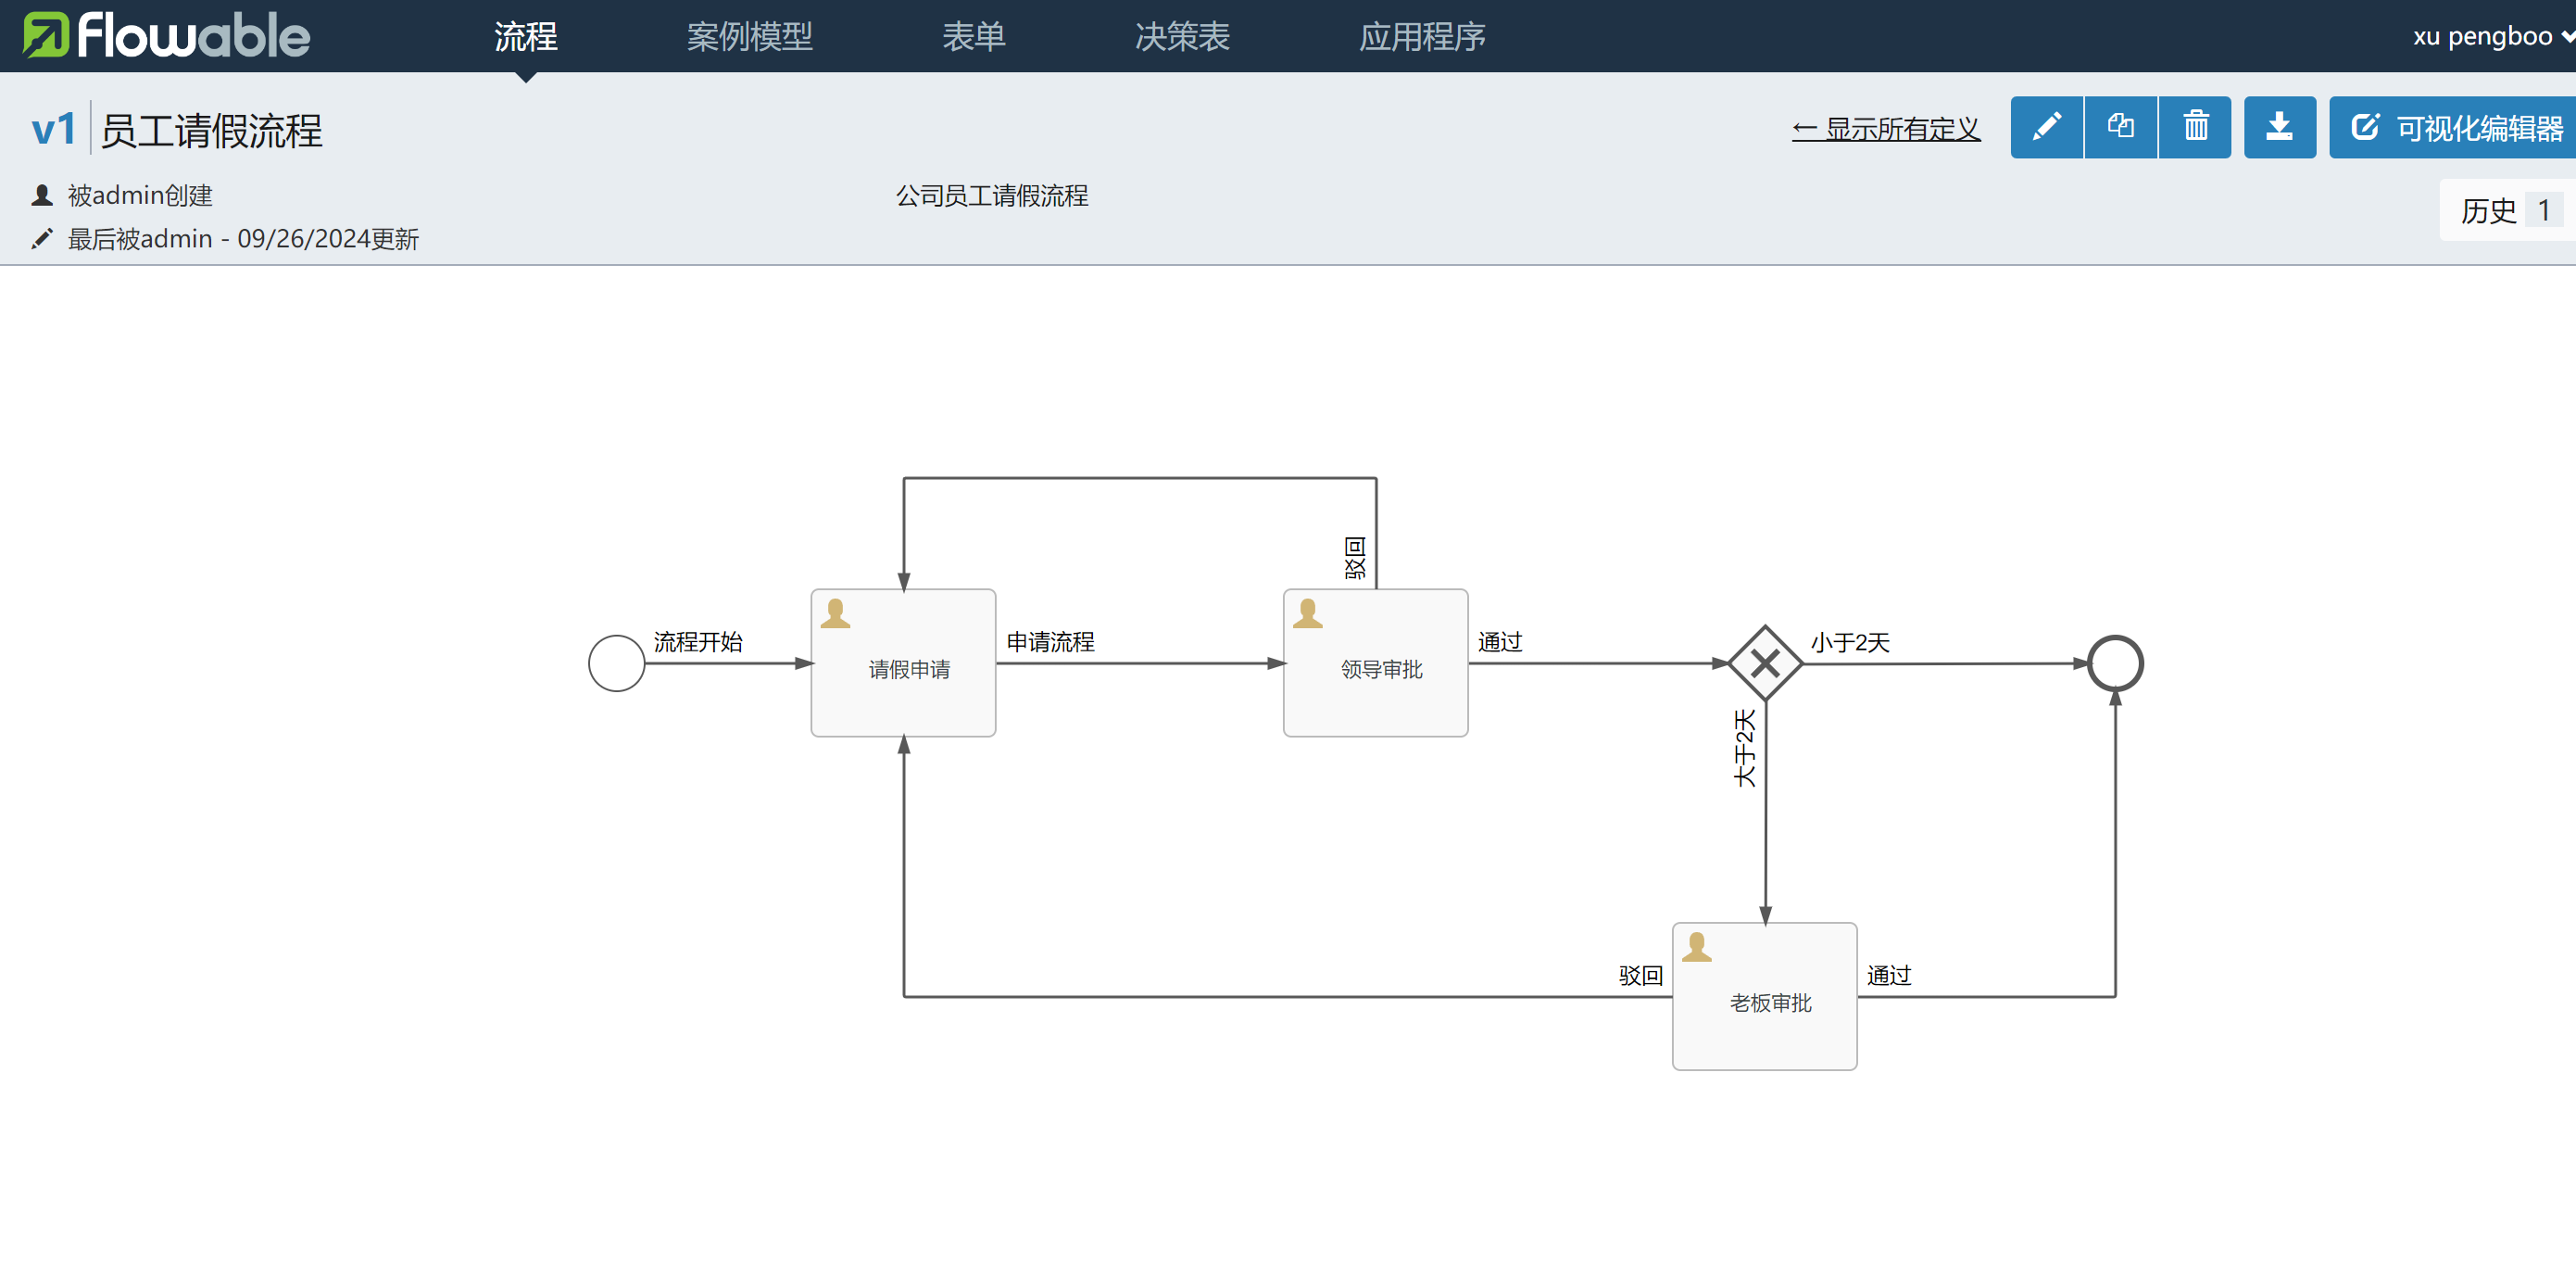 flowable
流程 案例模型 表单 决策表 应用程序
xu pengboo
v1 员工请假流程
← 显示所有定义
可视化编辑器
被admin创建
公司员工请假流程
历史 1
最后被admin - 09/26/2024更新
驳回
流程开始
请假申请
申请流程
领导审批
通过
小于2天
大于2天
驳回
老板审批
通过